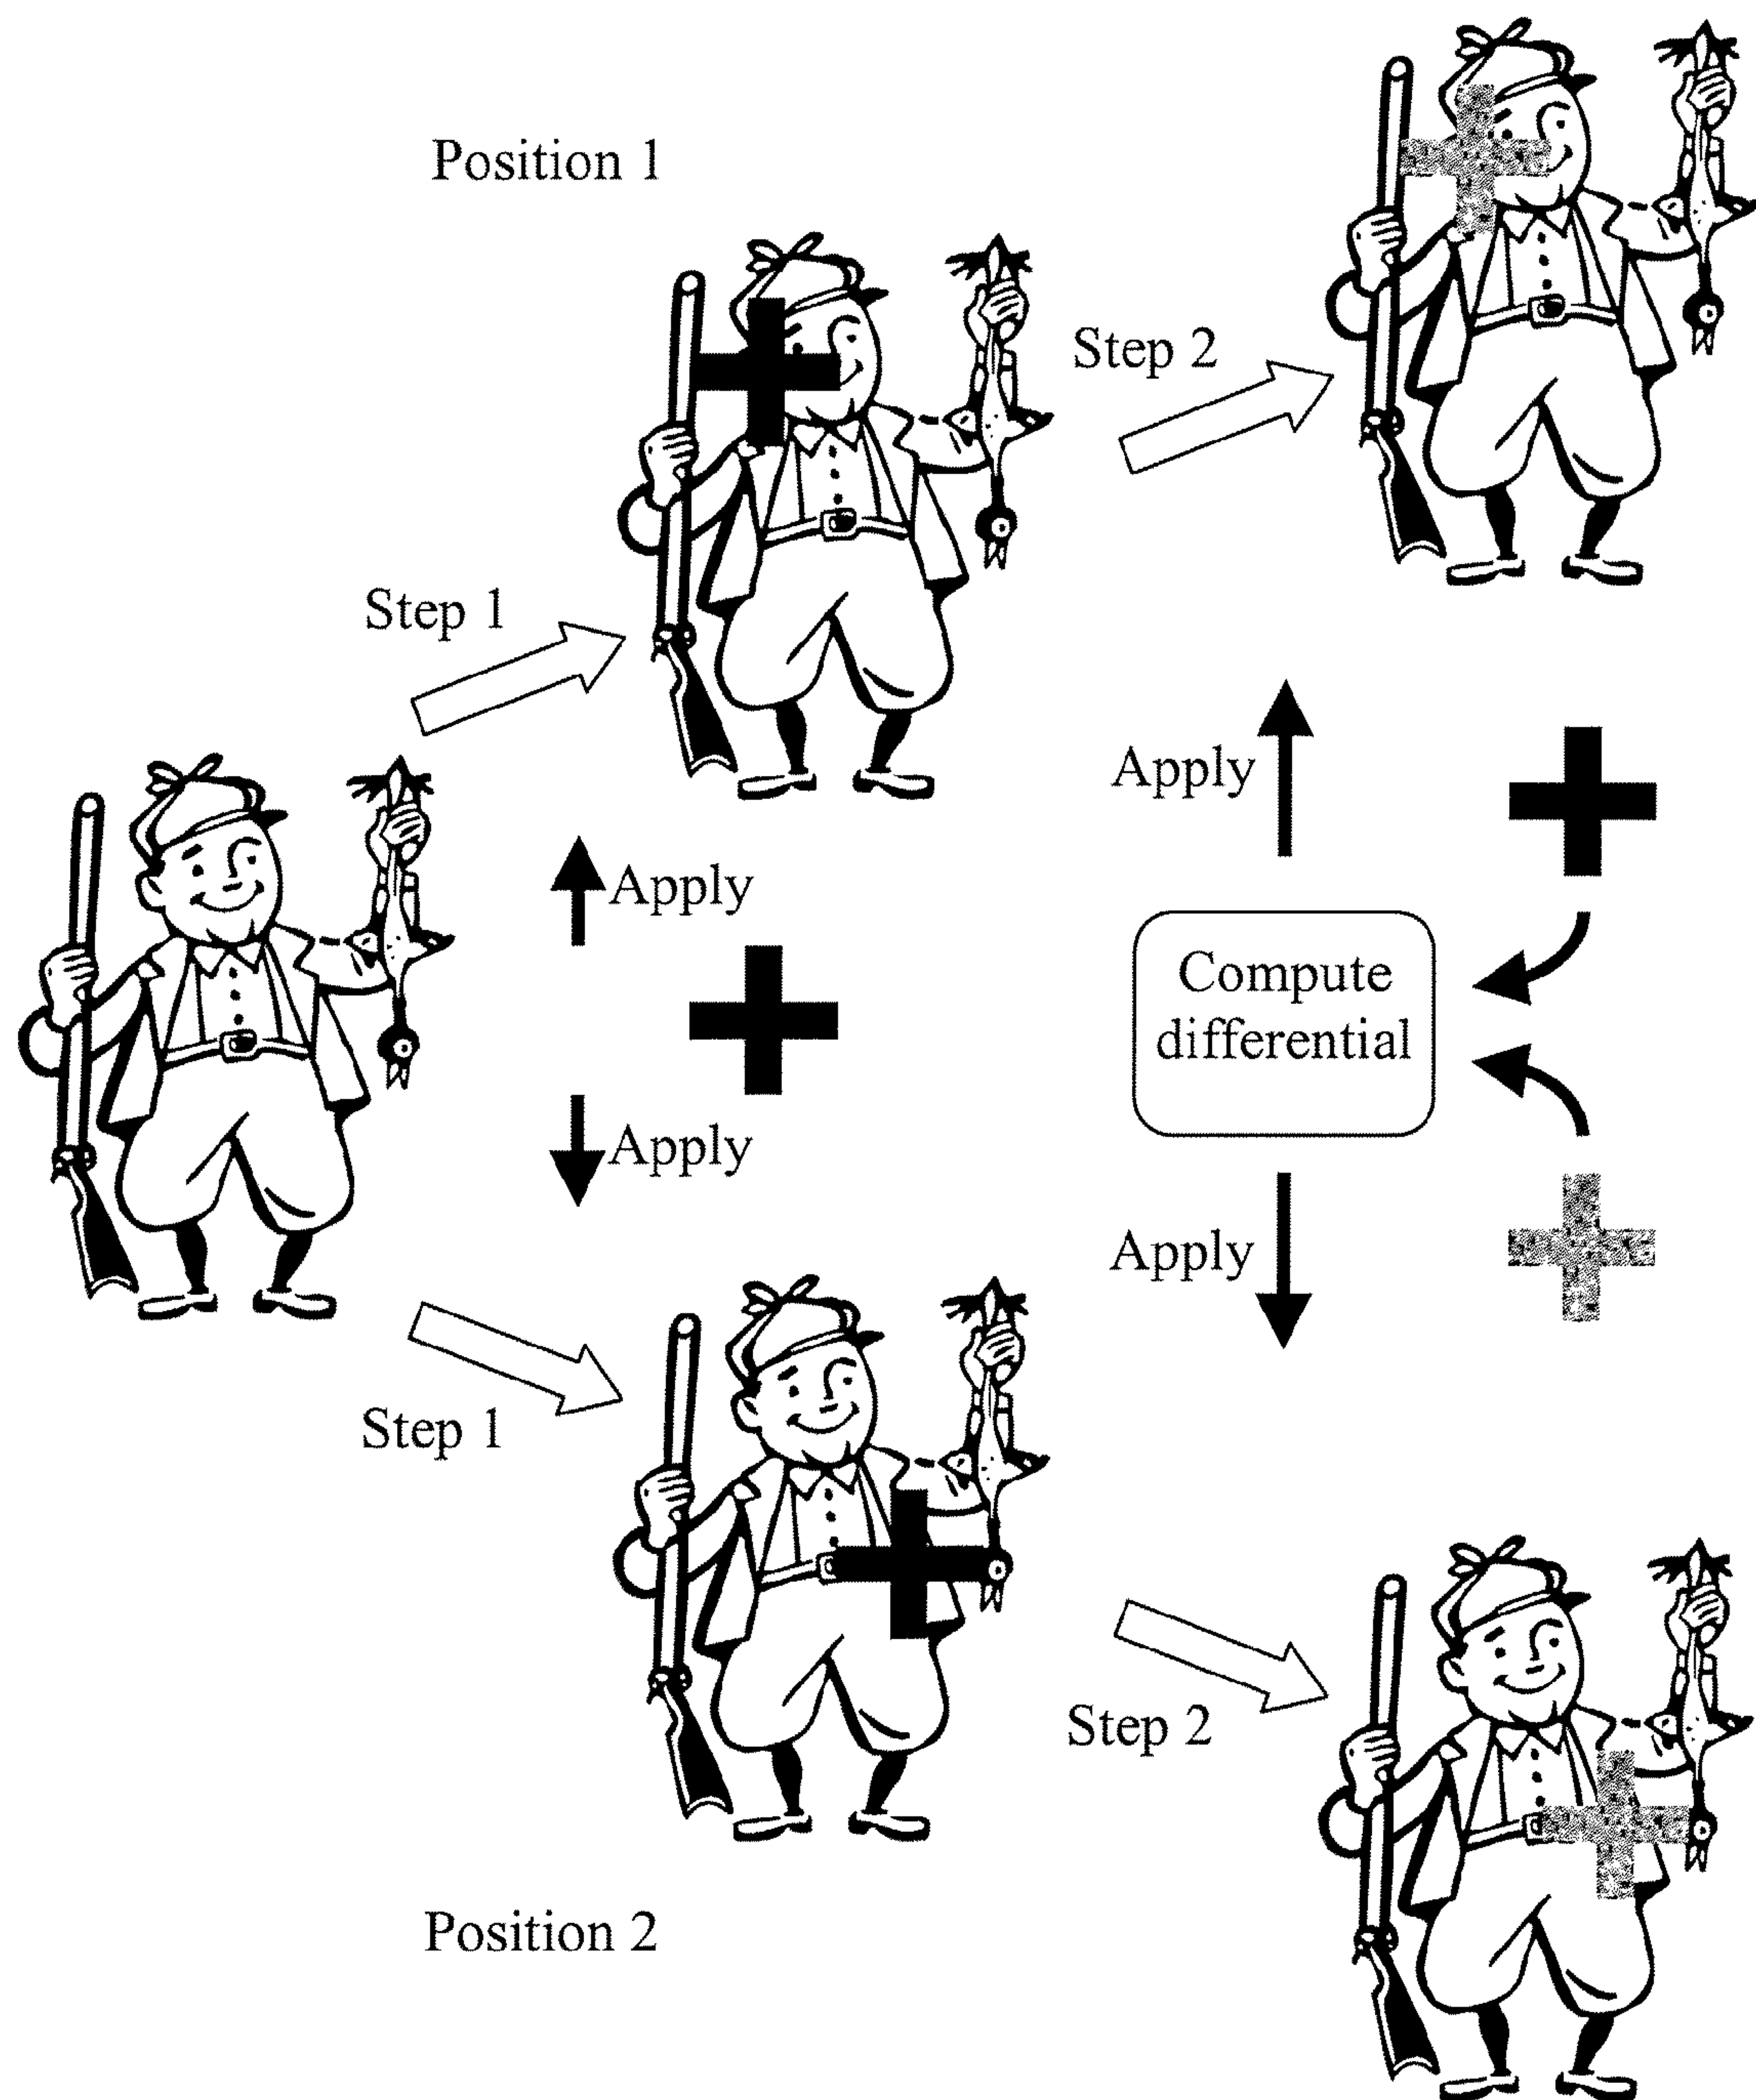 Position 1
Step 2
Step 1
Apply
Apply
Compute
differential
Apply
Apply
Step 1
Step 2
Position 2